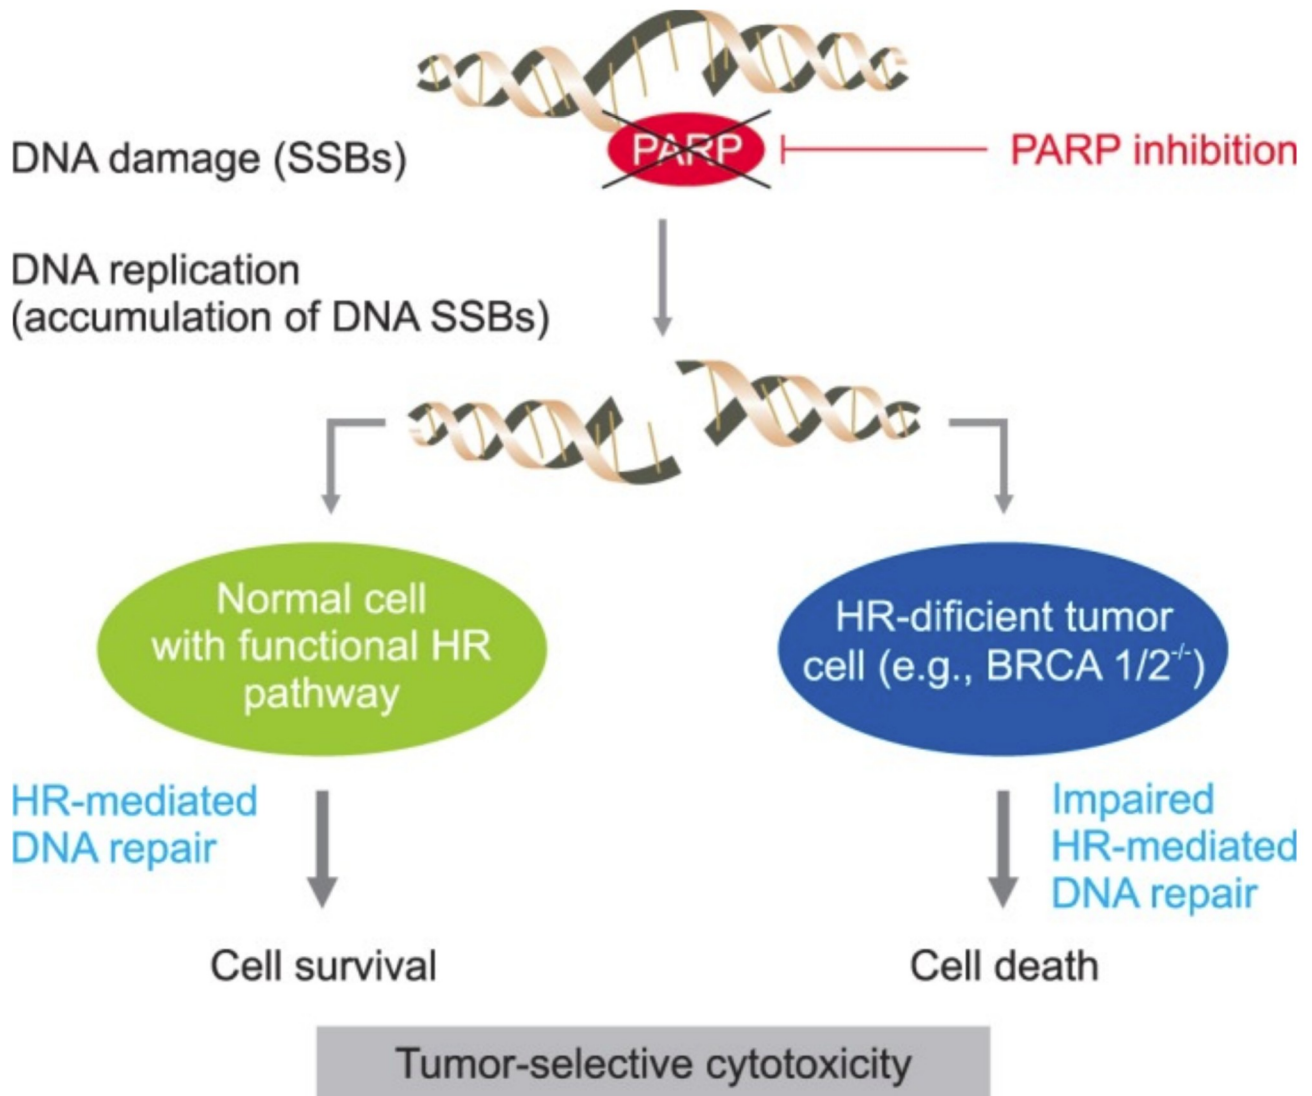 DNA damage (SSBs)
PARP
PARP inhibition
DNA replication
(accumulation of DNA SSBs)
Normal cell
with functional HR
pathway
HR-dificient tumor
cell (e.g., BRCA 1/2⁻/⁻)
HR-mediated
DNA repair
Impaired
HR-mediated
DNA repair
Cell survival
Cell death
Tumor-selective cytotoxicity